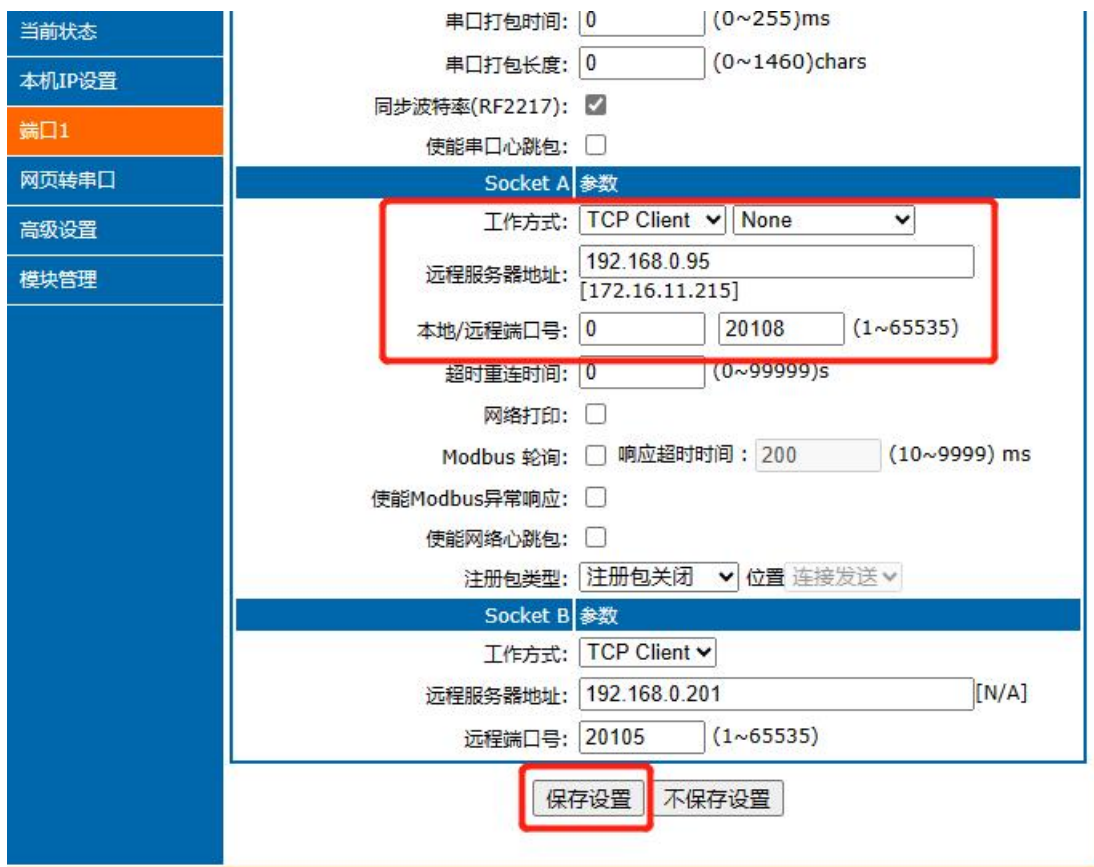 当前状态
本机IP设置
端口1
网页转串口
高级设置
模块管理
串口打包时间: 0 (0~255)ms
串口打包长度: 0 (0~1460)chars
同步波特率(RF2217):
使能串口心跳包:
Socket A 参数
工作方式: TCP Client None
远程服务器地址: 192.168.0.95
[172.16.11.215]
本地/远程端口号: 0 20108 (1~65535)
超时重连时间: 0 (0~99999)s
网络打印:
Modbus 轮询: 响应超时时间: 200 (10~9999) ms
使能Modbus异常响应:
使能网络心跳包:
注册包类型: 注册包关闭 位置 连接发送
Socket B 参数
工作方式: TCP Client
远程服务器地址: 192.168.0.201 [N/A]
远程端口号: 20105 (1~65535)
保存设置 不保存设置